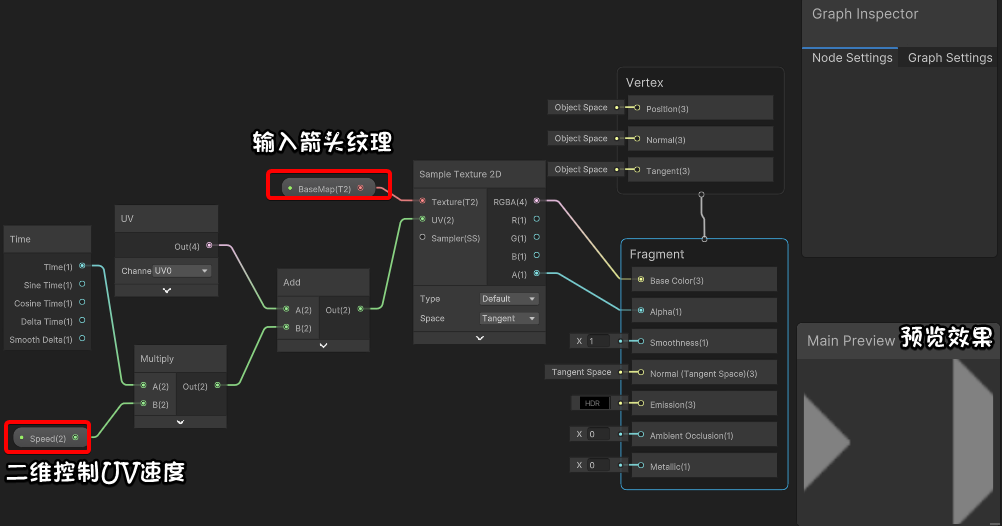 Graph Inspector
Node Settings
Graph Settings
Vertex
Object Space
Position(3)
Object Space
Normal(3)
Object Space
Tangent(3)
输入箭头纹理
BaseMap(T2)
Sample Texture 2D
Texture(T2)
RGBA(4)
UV(2)
R(1)
Sampler(SS)
G(1)
B(1)
A(1)
Type
Default
Space
Tangent
UV
Out(4)
Channe
UV0
Time
Time(1)
Sine Time(1)
Cosine Time(1)
Delta Time(1)
Smooth Delta(1)
Add
A(2)
Out(2)
B(2)
Multiply
A(2)
Out(2)
B(2)
Speed(2)
二维控制UV速度
Fragment
Base Color(3)
Alpha(1)
X 1
Smoothness(1)
Tangent Space
Normal (Tangent Space)(3)
HDR
Emission(3)
X 0
Ambient Occlusion(1)
X 0
Metallic(1)
Main Preview
预览效果